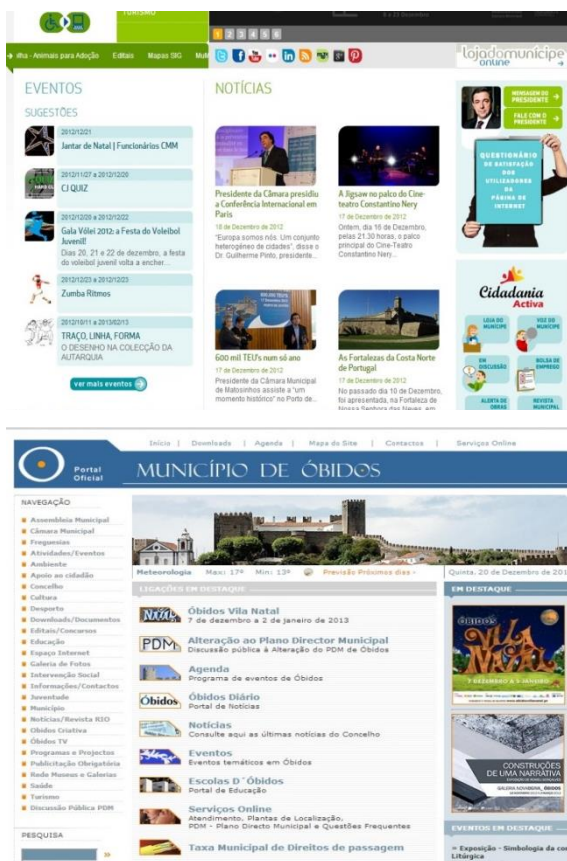 TURISMO
9 a 23 Dezembro
1 2 3 4 5 6
ilha - Animais para Adoção Editais Mapas SIG
lojadomunícipe
online
EVENTOS
SUGESTÕES
2012/12/21
Jantar de Natal | Funcionários CMM
2012/11/27 a 2012/12/20
CJ QUIZ
2012/12/20 a 2012/12/22
Gala Vólei 2012: a Festa do Voleibol
Juvenil!
Dias 20, 21 e 22 de dezembro, a festa
do voleibol juvenil volta a encher...
2012/12/23 a 2012/12/23
Zumba Ritmos
2012/10/11 a 2013/02/13
TRAÇO, LINHA, FORMA
O DESENHO NA COLECÇÃO DA
AUTARQUIA
ver mais eventos
NOTÍCIAS
Presidente da Câmara presidiu
a Conferência Internacional em
Paris
18 de Dezembro de 2012
"Europa somos nós. Um conjunto
heterogéneo de cidades", disse o
Dr. Guilherme Pinto, presidente...
A Jigsaw no palco do Cine-
teatro Constantino Nery
17 de Dezembro de 2012
Ontem, dia 16 de Dezembro,
pelas 21.30 horas, o palco
principal do Cine-Teatro
Constantino Nery...
600 mil TEU's num só ano
17 de Dezembro de 2012
Presidente da Câmara Municipal
de Matosinhos assiste a "um
momento histórico" no Porto de...
As Fortalezas da Costa Norte
de Portugal
17 de Dezembro de 2012
No passado dia 10 de Dezembro,
foi apresentada, na Fortaleza de
Nossa Senhora das Neves, em
MENSAGEM DO
PRESIDENTE
FALE COM O
PRESIDENTE
QUESTIONÁRIO
DE SATISFAÇÃO
DOS
UTILIZADORES
DA
PÁGINA DE
INTERNET
Cidadania
Activa
LOJA DO
MUNÍCIPE
VOZ DO
MUNÍCIPE
EM
DISCUSSÃO
BOLSA DE
EMPREGO
ALERTA DE
OBRAS
REVISTA
MUNICIPAL
Início | Downloads | Agenda | Mapa do Site | Contactos | Serviços Online
Portal
Oficial
MUNICÍPIO DE ÓBIDOS
NAVEGAÇÃO
Assembleia Municipal
Câmara Municipal
Freguesias
Atividades/Eventos
Ambiente
Apoio ao cidadão
Concelho
Cultura
Desporto
Downloads/Documentos
Editais/Concursos
Educação
Espaço Internet
Galeria de Fotos
Intervenção Social
Informações/Contactos
Juventude
Município
Notícias/Revista RIO
Obidos Criativa
Óbidos TV
Programas e Projectos
Publicitação Obrigatória
Rede Museus e Galerias
Saúde
Turismo
Discussão Pública PDM
PESQUISA
Meteorologia Max: 17º Min: 13º Previsão Próximos dias
Quinta, 20 de Dezembro de 201
LIGAÇÕES EM DESTAQUE
Óbidos Vila Natal
7 de dezembro a 2 de janeiro de 2013
PDM
Alteração ao Plano Director Municipal
Discussão pública à Alteração do PDM de Óbidos
Agenda
Programa de eventos de Óbidos
Óbidos
Óbidos Diário
Portal de Notícias
Notícias
Consulte aqui as últimas notícias do Concelho
Eventos
Eventos temáticos em Óbidos
Escolas D´Óbidos
Portal de Educação
Serviços Online
Atendimento, Plantas de Localização,
PDM - Plano Directo Municipal e Questões Frequentes
Taxa Municipal de Direitos de passagem
EM DESTAQUE
ÓBIDOS
VILA
NATAL
CONSTRUÇÕES
DE UMA NARRATIVA
EVENTOS EM DESTAQUE
» Exposição - Simbologia da co
Litúrgica